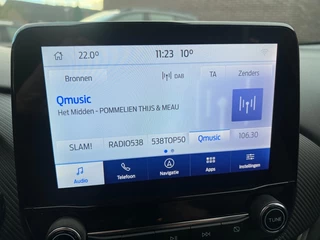 22.0° 11:23 10°
Bronnen DAB TA Zenders
Qmusic
Het Midden - POMMELIEN THIJS & MEAU
SLAM! RADIO538 538TOP50 Qmusic 106.30
Audio Telefoon Navigatie Apps Instellingen
TUNE